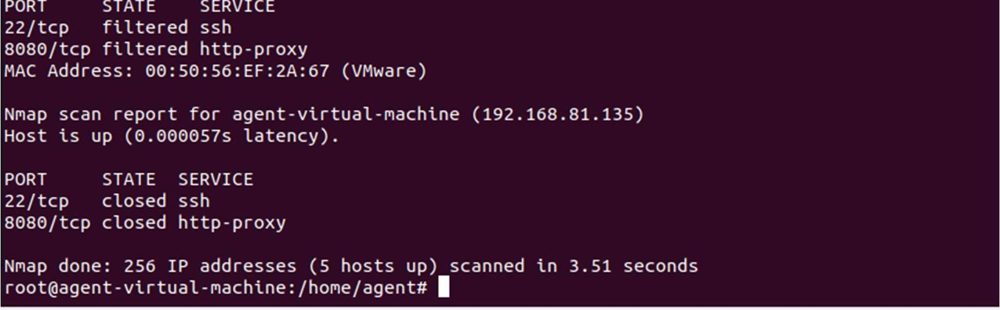 PORT     STATE    SERVICE
22/tcp   filtered ssh
8080/tcp filtered http-proxy
MAC Address: 00:50:56:EF:2A:67 (VMware)
Nmap scan report for agent-virtual-machine (192.168.81.135)
Host is up (0.000057s latency).
PORT     STATE  SERVICE
22/tcp   closed ssh
8080/tcp closed http-proxy
Nmap done: 256 IP addresses (5 hosts up) scanned in 3.51 seconds
root@agent-virtual-machine:/home/agent#